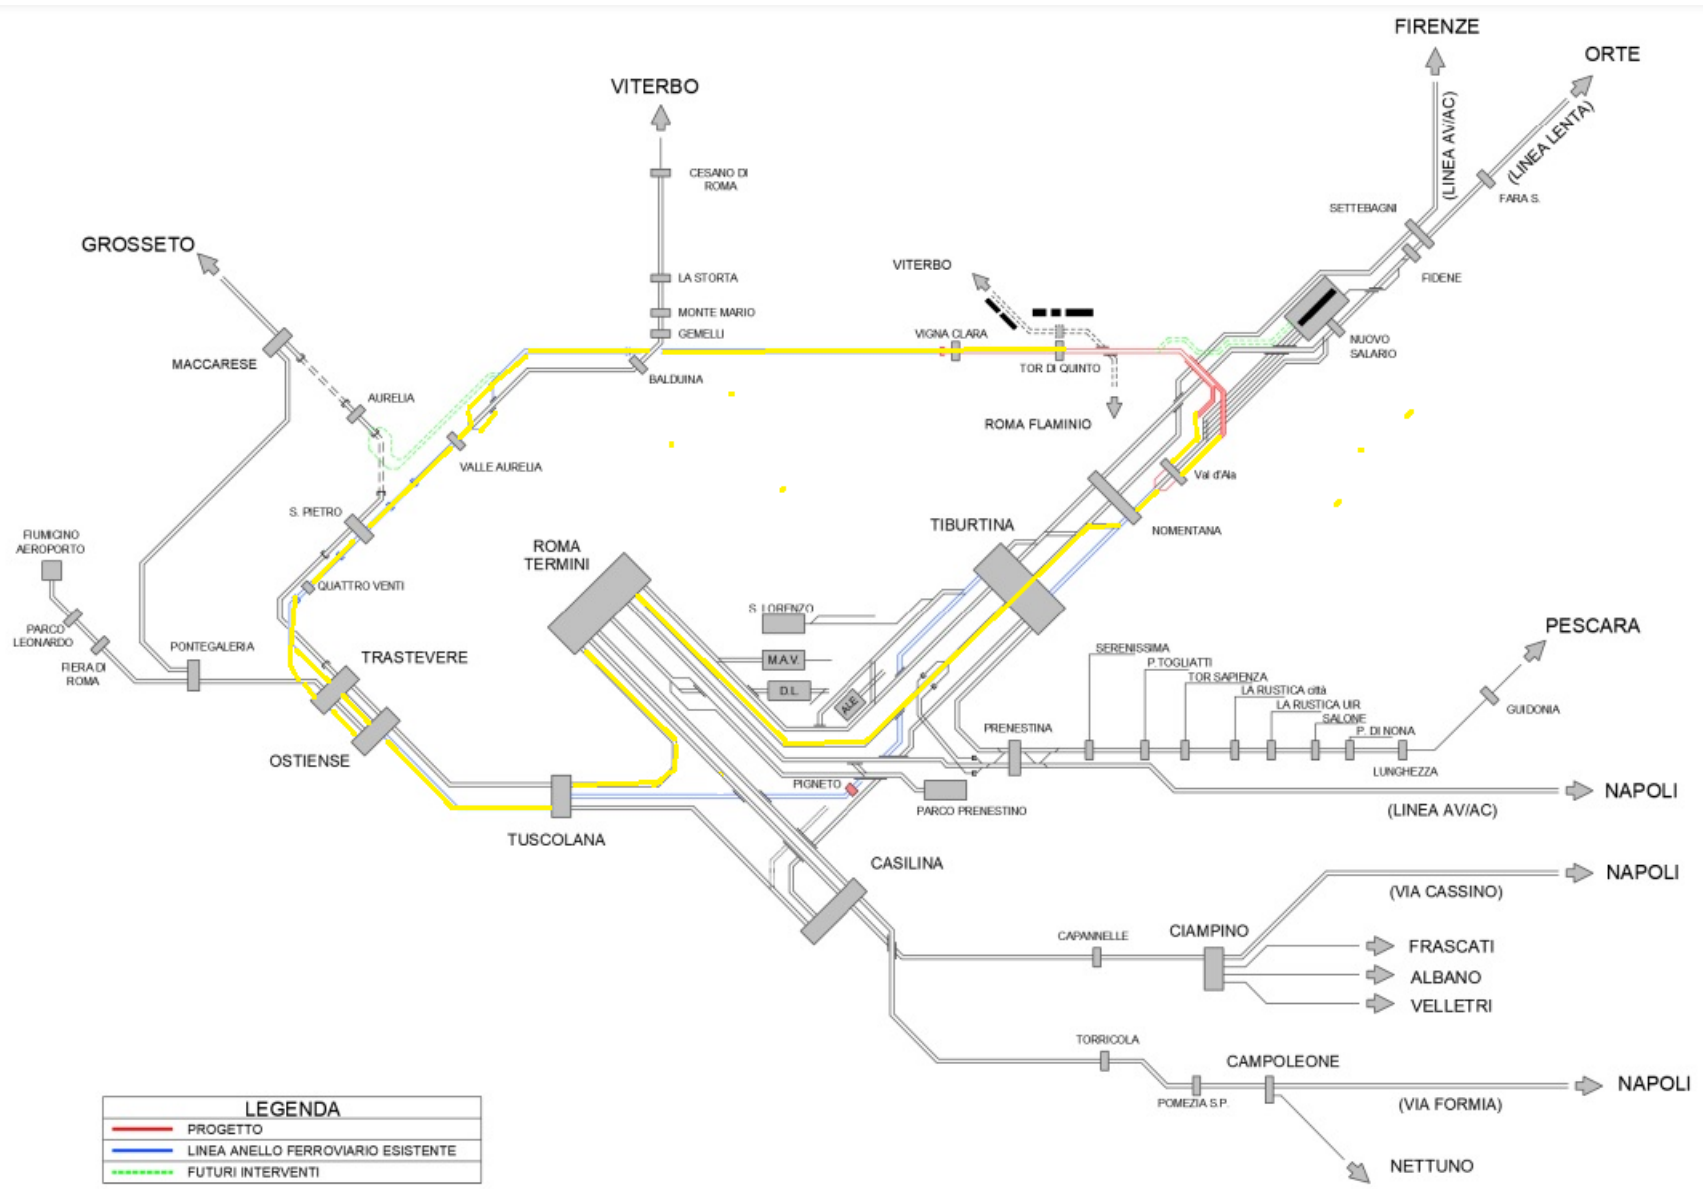 FIRENZE
ORTE
(LINEA AV/AC)
(LINEA LENTA)
VITERBO
CESANO DI
ROMA
FARA S.
SETTEBAGNI
GROSSETO
VITERBO
LA STORTA
FIDENE
MONTE MARIO
GEMELLI
VIGNA CLARA
NUOVO
SALARIO
MACCARESE
BALDUINA
TOR DI QUINTO
AURELIA
ROMA FLAMINIO
VALLE AURELIA
Val d'Ala
S. PIETRO
TIBURTINA
NOMENTANA
FIUMICINO
AEROPORTO
ROMA
TERMINI
QUATTRO VENTI
S. LORENZO
PARCO
LEONARDO
PESCARA
PONTEGALERIA
TRASTEVERE
SERENISSIMA
FIERA DI
ROMA
M.A.V.
P.TOGLIATTI
TOR SAPIENZA
D.L.
LA RUSTICA città
ALE
LA RUSTICA UIR
GUIDONIA
SALONE
PRENESTINA
P. DI NONA
OSTIENSE
LUNGHEZZA
PIGNETO
NAPOLI
PARCO PRENESTINO
(LINEA AV/AC)
TUSCOLANA
CASILINA
NAPOLI
(VIA CASSINO)
CAPANNELLE
CIAMPINO
FRASCATI
ALBANO
VELLETRI
TORRICOLA
CAMPOLEONE
NAPOLI
POMEZIA S.P.
(VIA FORMIA)
LEGENDA
PROGETTO
LINEA ANELLO FERROVIARIO ESISTENTE
NETTUNO
FUTURI INTERVENTI